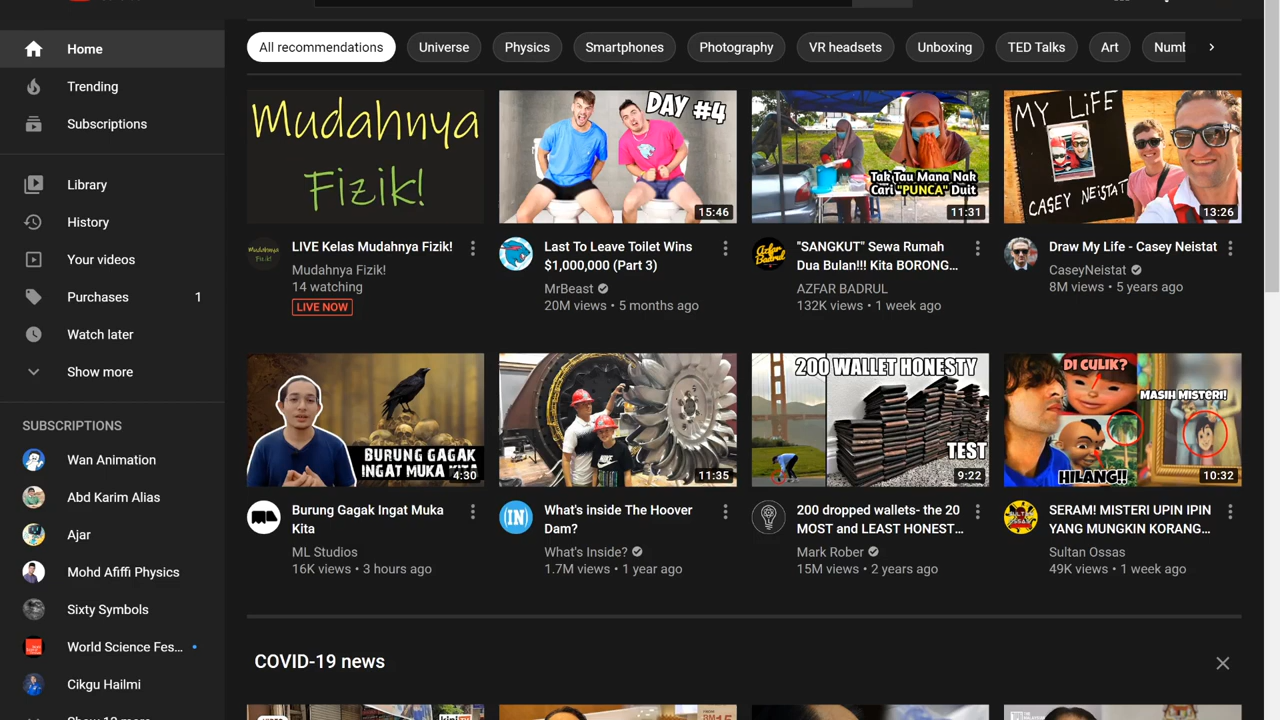 All recommendations
Universe
Physics
Smartphones
Photography
VR headsets
Unboxing
TED Talks
Art
Home
Trending
Subscriptions
Library
History
Your videos
Purchases 1
Watch later
Show more
SUBSCRIPTIONS
Wan Animation
Abd Karim Alias
Ajar
Mohd Afiffi Physics
Sixty Symbols
World Science Fes...
Cikgu Hailmi
Mudahnya
Fizik!
LIVE Kelas Mudahnya Fizik!
Mudahnya Fizik!
14 watching
LIVE NOW
DAY #4
15:46
Last To Leave Toilet Wins
$1,000,000 (Part 3)
MrBeast
20M views • 5 months ago
Tak Tau Mana Nak
Cari "PUNCA" Duit
11:31
"SANGKUT" Sewa Rumah
Dua Bulan!!! Kita BORONG...
AZFAR BADRUL
132K views • 1 week ago
MY LiFE
CASEY NEiSTAT
13:26
Draw My Life - Casey Neistat
CaseyNeistat
8M views • 5 years ago
BURUNG GAGAK
INGAT MUKA KITA
4:30
Burung Gagak Ingat Muka
Kita
ML Studios
16K views • 3 hours ago
11:35
(IN)
What's inside The Hoover
Dam?
What's Inside?
1.7M views • 1 year ago
200 WALLET HONESTY
TEST
9:22
200 dropped wallets- the 20
MOST and LEAST HONEST...
Mark Rober
15M views • 2 years ago
DI CULIK?
MASIH MISTERI!
HILANG!!
10:32
SERAM! MISTERI UPIN IPIN
YANG MUNGKIN KORANG...
Sultan Ossas
49K views • 1 week ago
COVID-19 news